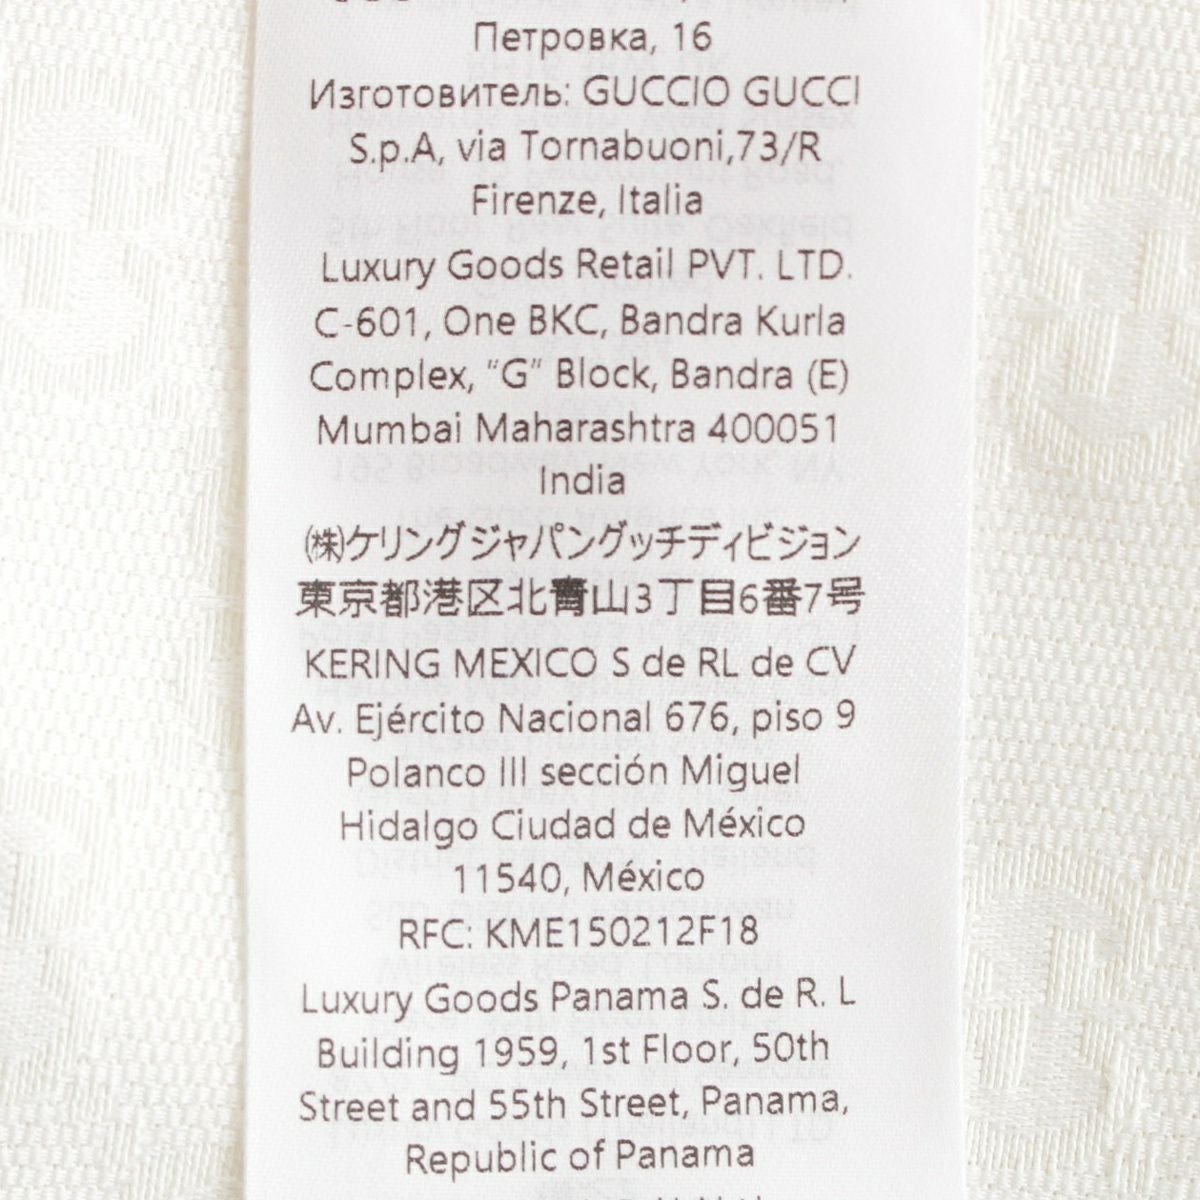 Петровка, 16
Изготовитель: GUCCIO GUCCI
S.p.A, via Tornabuoni,73/R
Firenze, Italia
Luxury Goods Retail PVT. LTD.
C-601, One BKC, Bandra Kurla
Complex, "G" Block, Bandra (E)
Mumbai Maharashtra 400051
India
㈱ケリングジャパングッチディビジョン
東京都港区北青山3丁目6番7号
KERING MEXICO S de RL de CV
Av. Ejército Nacional 676, piso 9
Polanco III sección Miguel
Hidalgo Ciudad de México
11540, México
RFC: KME150212F18
Luxury Goods Panama S. de R. L
Building 1959, 1st Floor, 50th
Street and 55th Street, Panama,
Republic of Panama